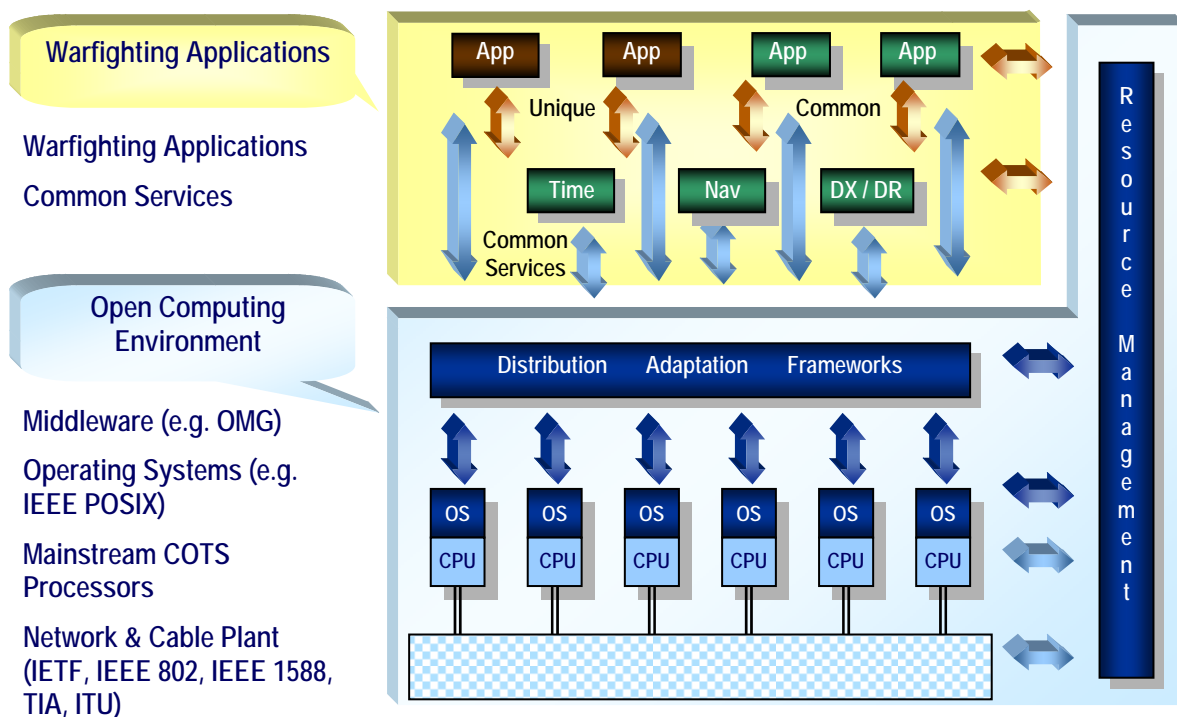 Warfighting Applications
Warfighting Applications
Common Services
Open Computing
Environment
Middleware (e.g. OMG)
Operating Systems (e.g.
IEEE POSIX)
Mainstream COTS
Processors
Network & Cable Plant
(IETF, IEEE 802, IEEE 1588,
TIA, ITU)
App
App
App
App
Unique
Common
Time
Nav
DX / DR
Common
Services
Distribution Adaptation Frameworks
OS
OS
OS
OS
OS
OS
CPU
CPU
CPU
CPU
CPU
CPU
Resource Management